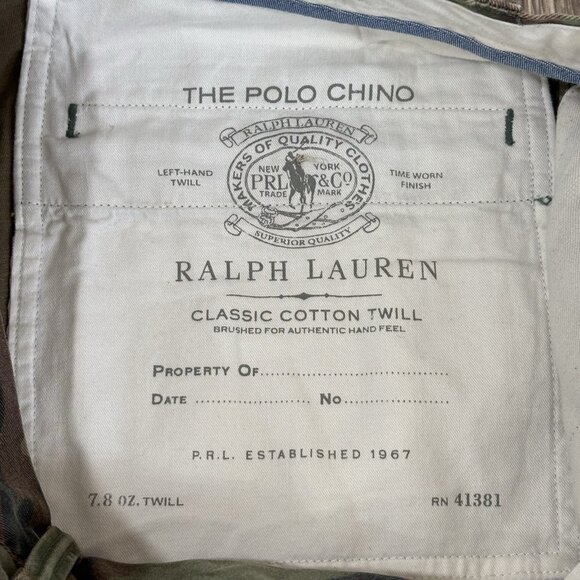 THE POLO CHINO
RALPH LAUREN
MAKERS OF QUALITY CLOTHES
LEFT-HAND TWILL
NEW YORK
PRL & Co
TRADE MARK
TIME WORN FINISH
SUPERIOR QUALITY
RALPH LAUREN
CLASSIC COTTON TWILL
BRUSHED FOR AUTHENTIC HAND FEEL
PROPERTY OF..............................
DATE .................... No..................
P.R.L. ESTABLISHED 1967
7.8 OZ. TWILL RN 41381